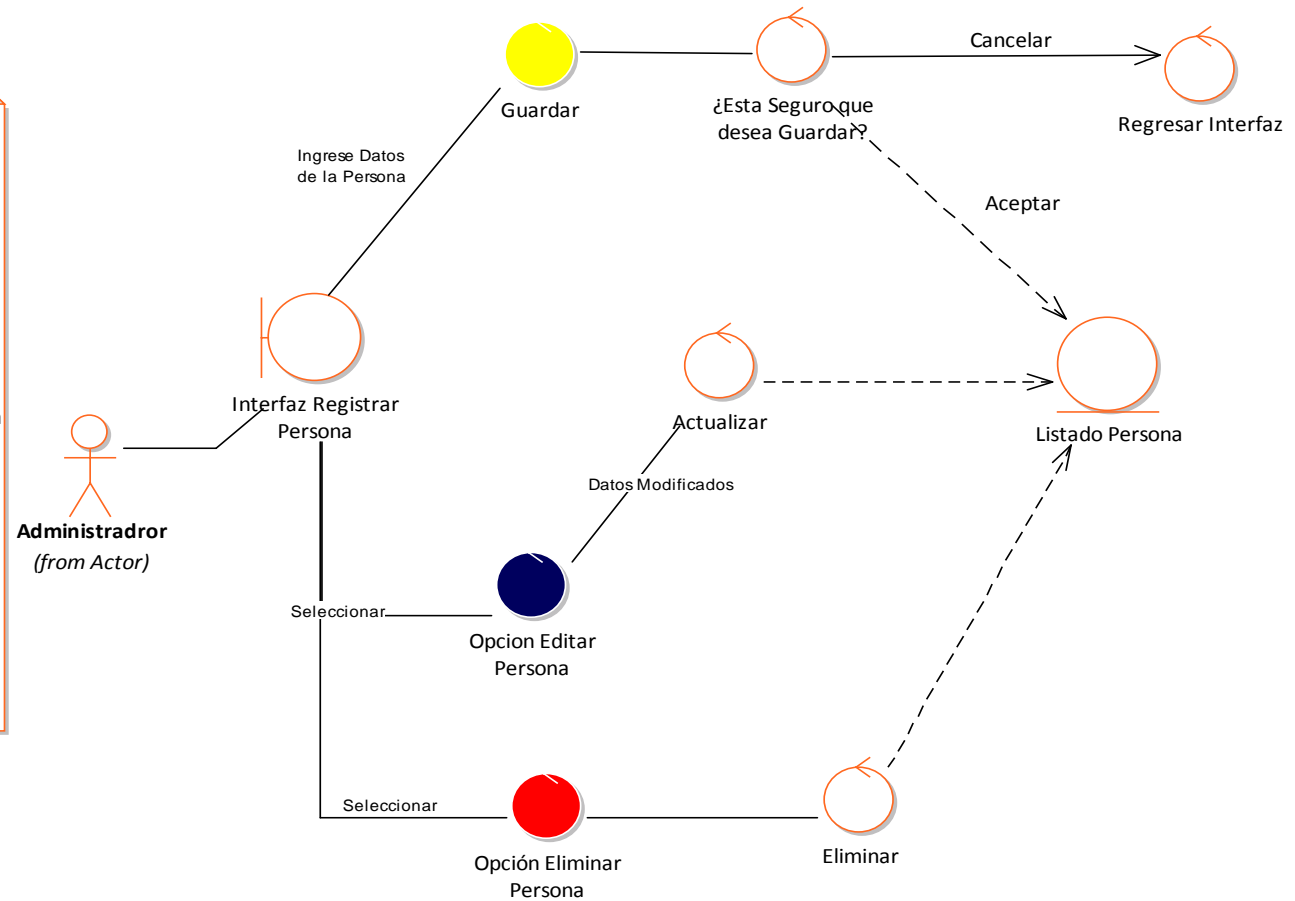 Cancelar
Guardar
¿Esta Seguro que
desea Guardar?
Regresar Interfaz
Ingrese Datos
de la Persona
Aceptar
Interfaz Registrar
Persona
Actualizar
Listado Persona
Datos Modificados
Administradror
(from Actor)
Seleccionar
Opcion Editar
Persona
Seleccionar
Opción Eliminar
Persona
Eliminar